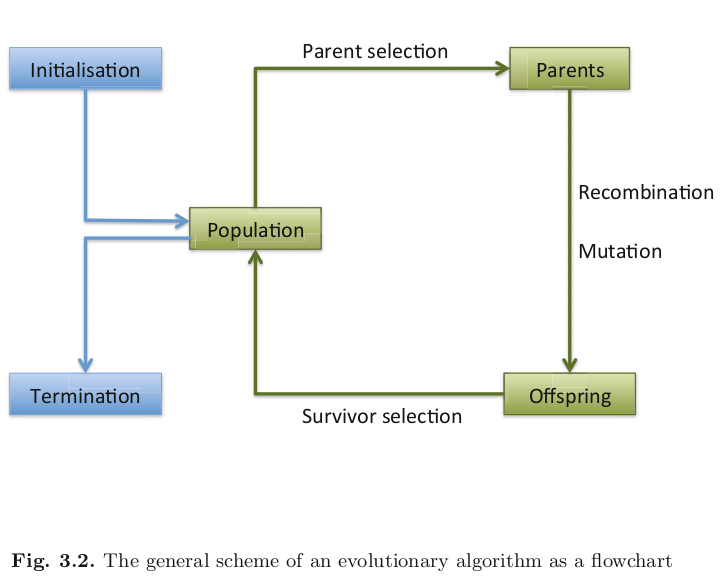 Parent selection
Initialisation
Parents
Recombination
Population
Mutation
Termination
Offspring
Survivor selection
Fig. 3.2. The general scheme of an evolutionary algorithm as a flowchart